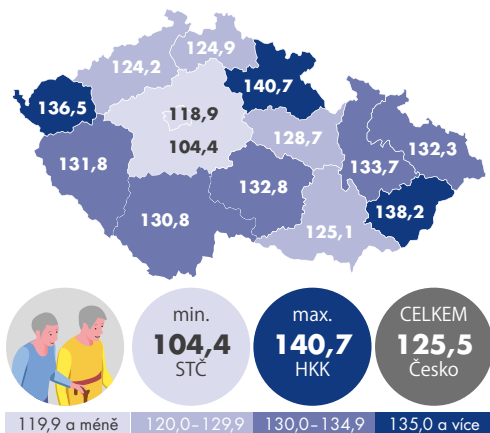 124,9
124,2
140,7
136,5
118,9
104,4
128,7
131,8
132,3
133,7
132,8
138,2
130,8
125,1
min.
104,4
STČ
max.
140,7
HKK
CELKEM
125,5
Česko
119,9 a méně
120,0–129,9
130,0–134,9
135,0 a více